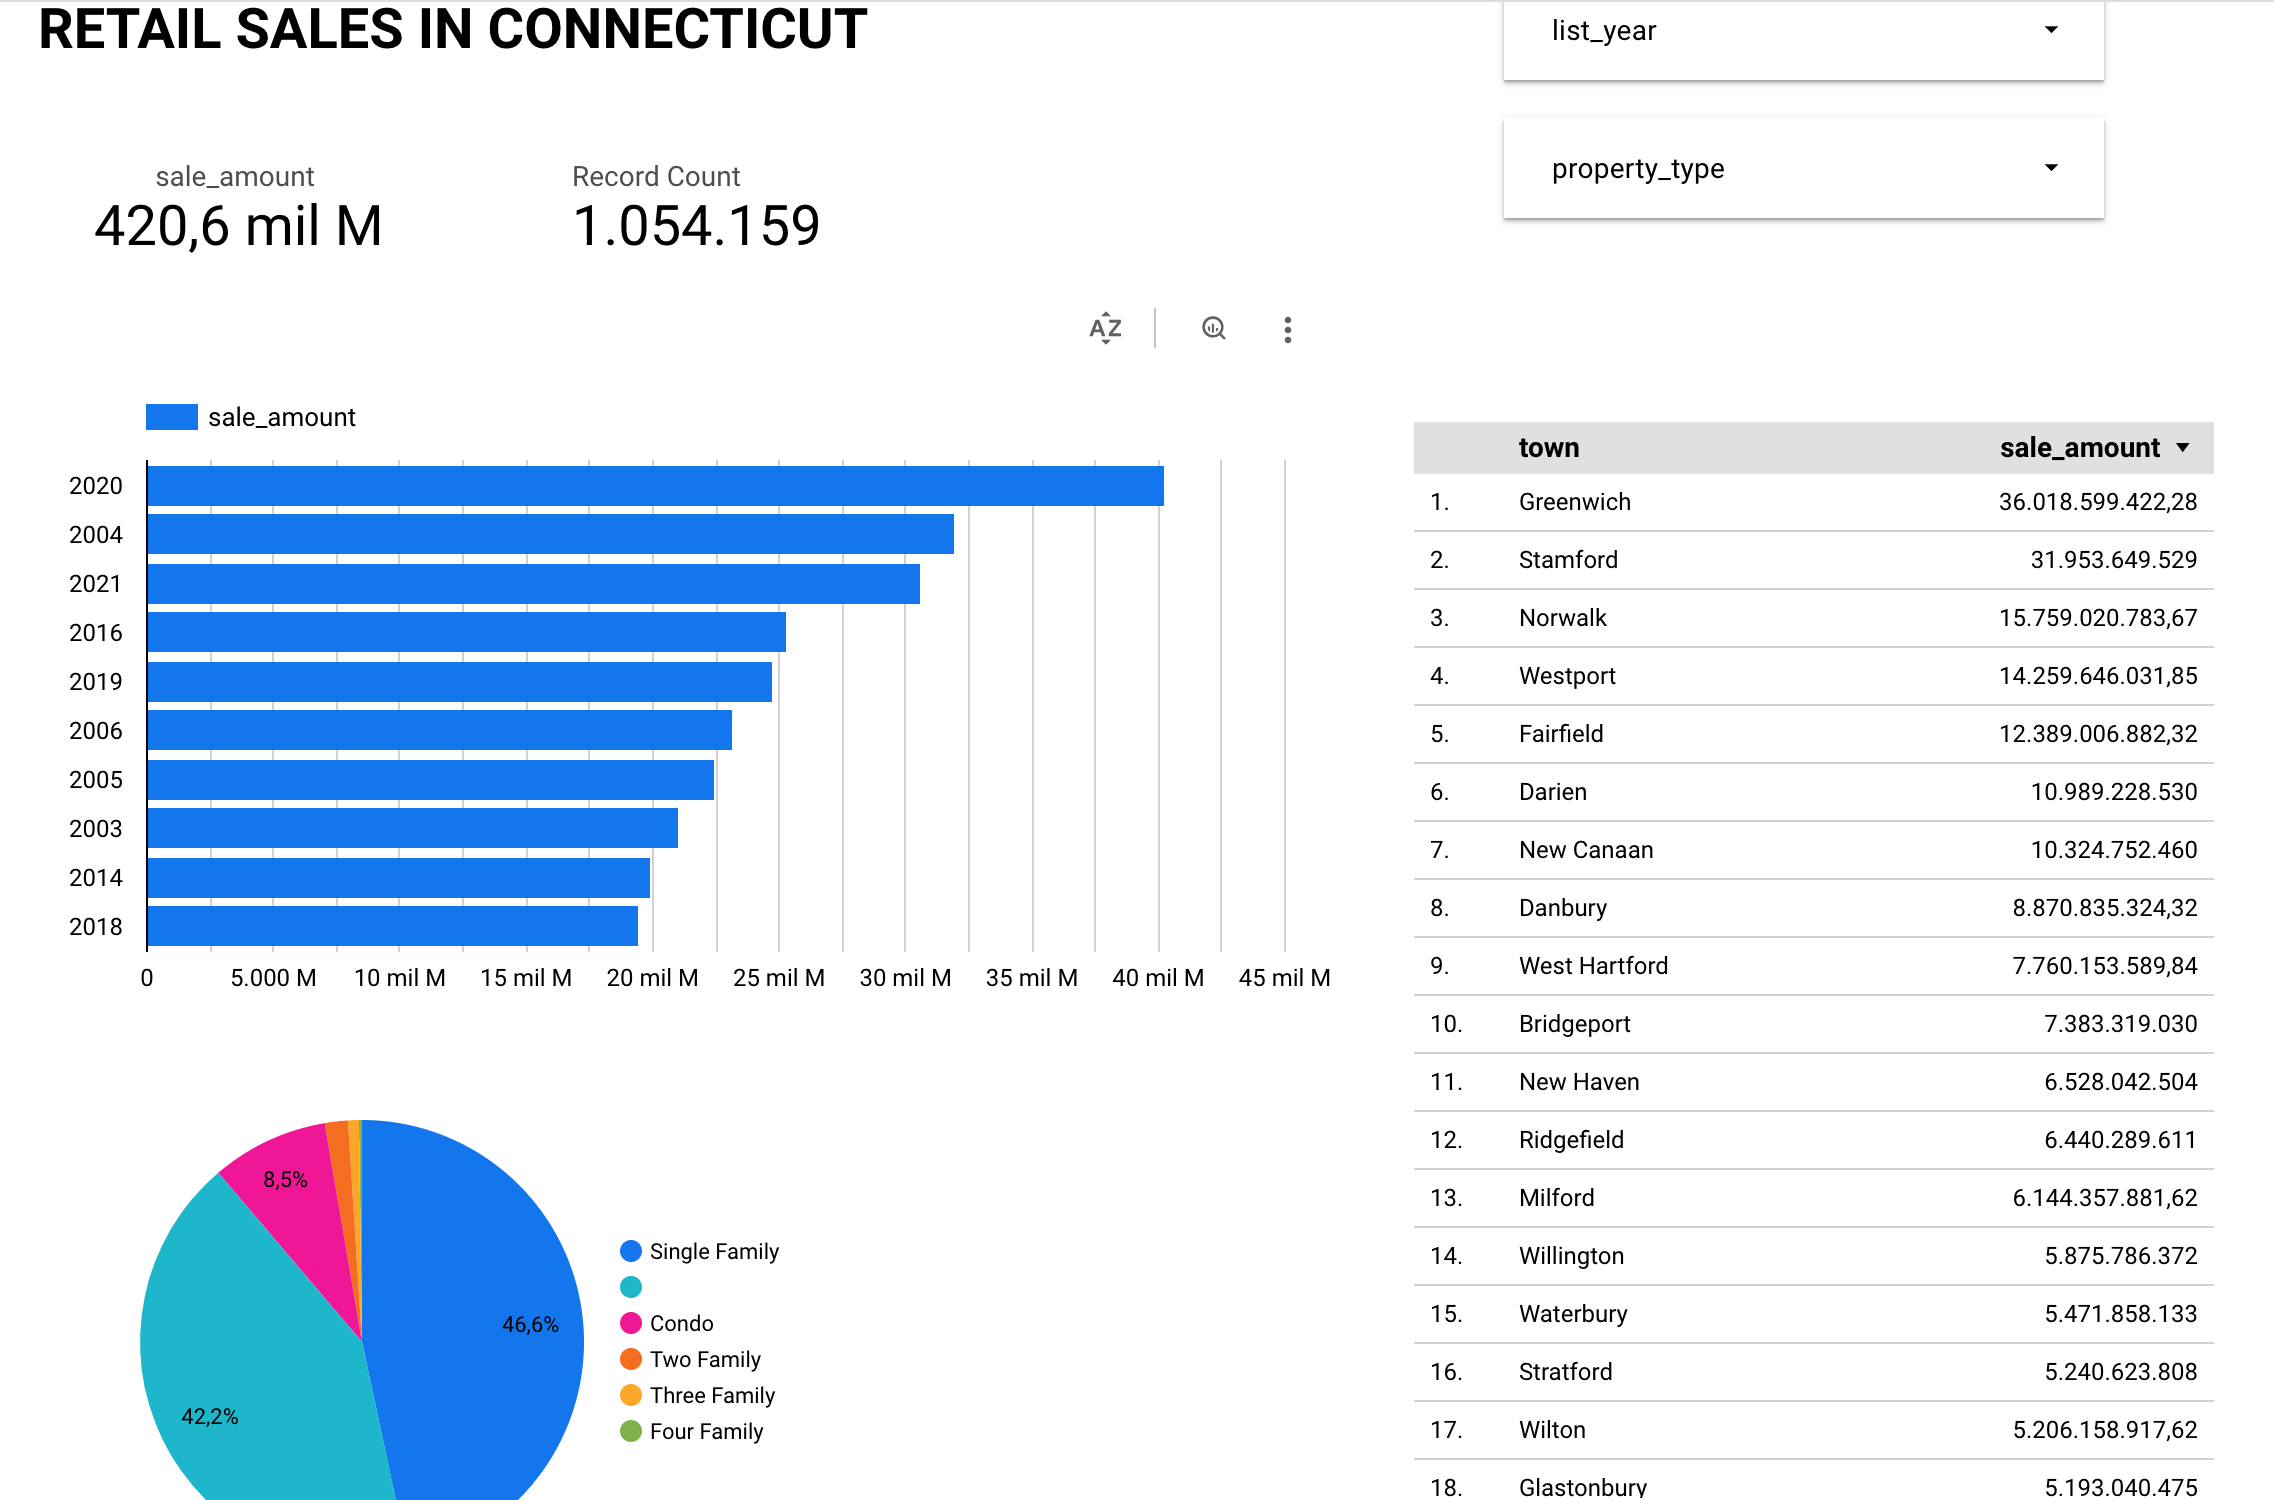 RETAIL SALES IN CONNECTICUT
list_year
property_type
sale_amount
420,6 mil M
Record Count
1.054.159
AZ
sale_amount
2020
2004
2021
2016
2019
2006
2005
2003
2014
2018
0 5.000 M 10 mil M 15 mil M 20 mil M 25 mil M 30 mil M 35 mil M 40 mil M 45 mil M
8,5%
46,6%
42,2%
Single Family
Condo
Two Family
Three Family
Four Family
town sale_amount
1. Greenwich 36.018.599.422,28
2. Stamford 31.953.649.529
3. Norwalk 15.759.020.783,67
4. Westport 14.259.646.031,85
5. Fairfield 12.389.006.882,32
6. Darien 10.989.228.530
7. New Canaan 10.324.752.460
8. Danbury 8.870.835.324,32
9. West Hartford 7.760.153.589,84
10. Bridgeport 7.383.319.030
11. New Haven 6.528.042.504
12. Ridgefield 6.440.289.611
13. Milford 6.144.357.881,62
14. Willington 5.875.786.372
15. Waterbury 5.471.858.133
16. Stratford 5.240.623.808
17. Wilton 5.206.158.917,62
18. Glastonbury 5.193.040.475